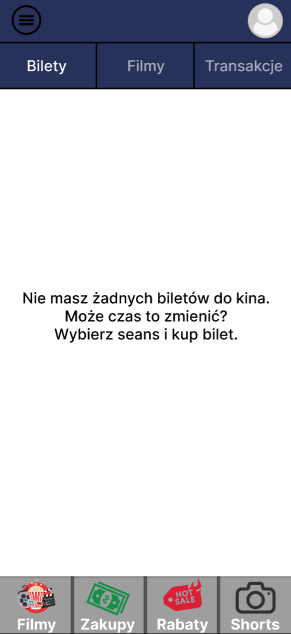 Bilety
Filmy
Transakcje
Nie masz żadnych biletów do kina.
Może czas to zmienić?
Wybierz seans i kup bilet.
HOT
SALE
Filmy
Zakupy
Rabaty
Shorts